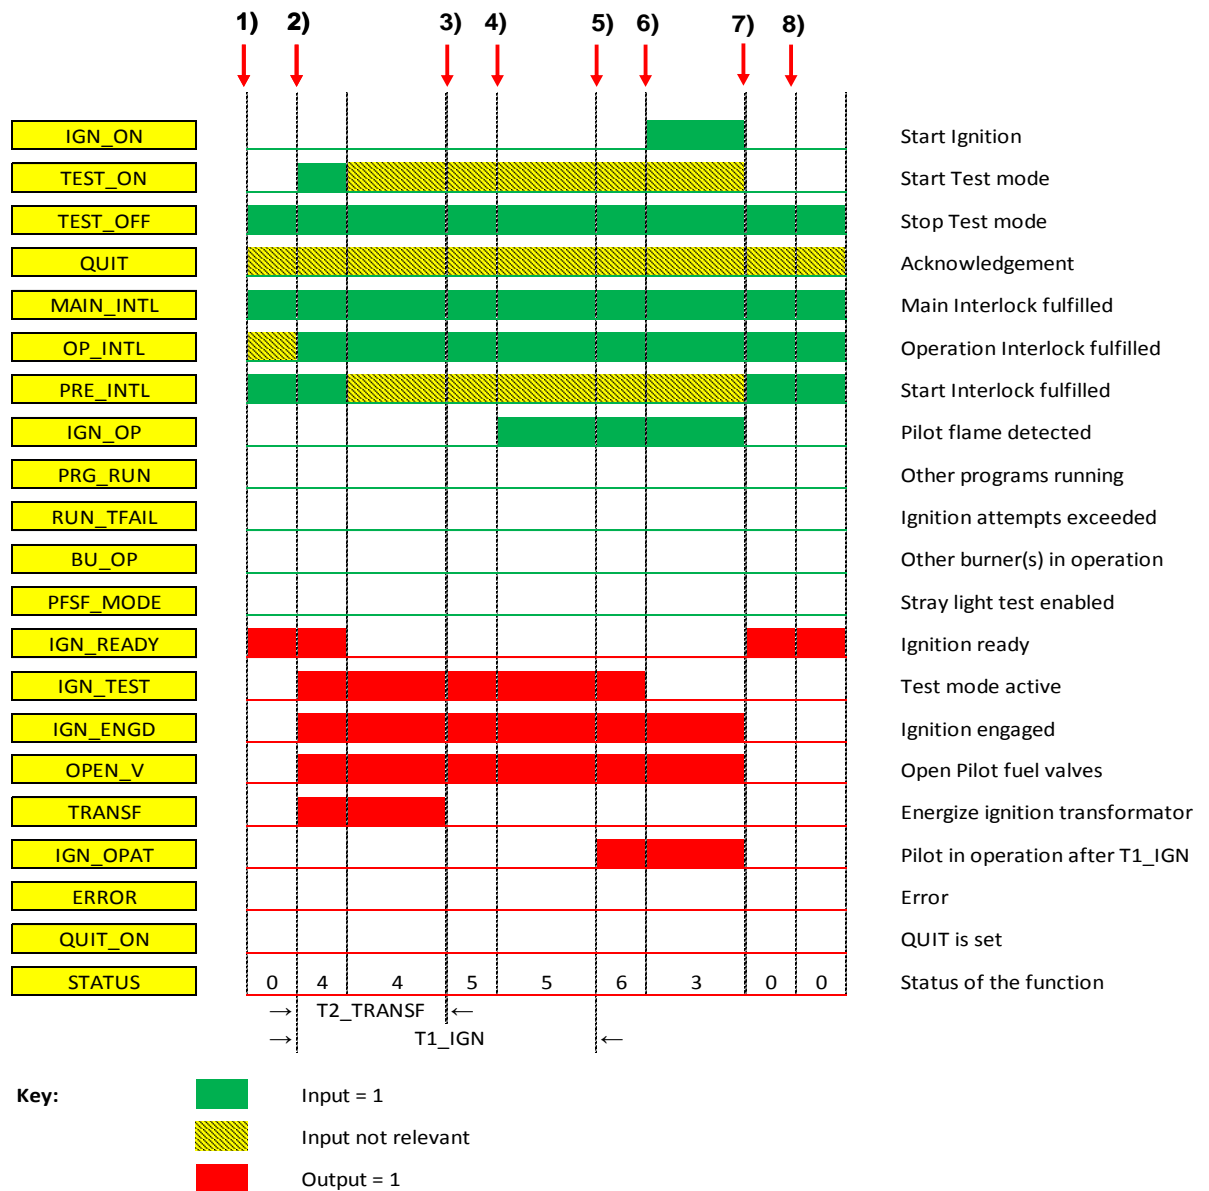 1) 2) 3) 4) 5) 6) 7) 8)
IGN_ON Start Ignition
TEST_ON Start Test mode
TEST_OFF Stop Test mode
QUIT Acknowledgement
MAIN_INTL Main Interlock fulfilled
OP_INTL Operation Interlock fulfilled
PRE_INTL Start Interlock fulfilled
IGN_OP Pilot flame detected
PRG_RUN Other programs running
RUN_TFAIL Ignition attempts exceeded
BU_OP Other burner(s) in operation
PFSF_MODE Stray light test enabled
IGN_READY Ignition ready
IGN_TEST Test mode active
IGN_ENGD Ignition engaged
OPEN_V Open Pilot fuel valves
TRANSF Energize ignition transformator
IGN_OPAT Pilot in operation after T1_IGN
ERROR Error
QUIT_ON QUIT is set
STATUS 0 4 4 5 5 6 3 0 0 Status of the function
→ T2_TRANSF ←
→ T1_IGN ←
Key: Input = 1
Input not relevant
Output = 1